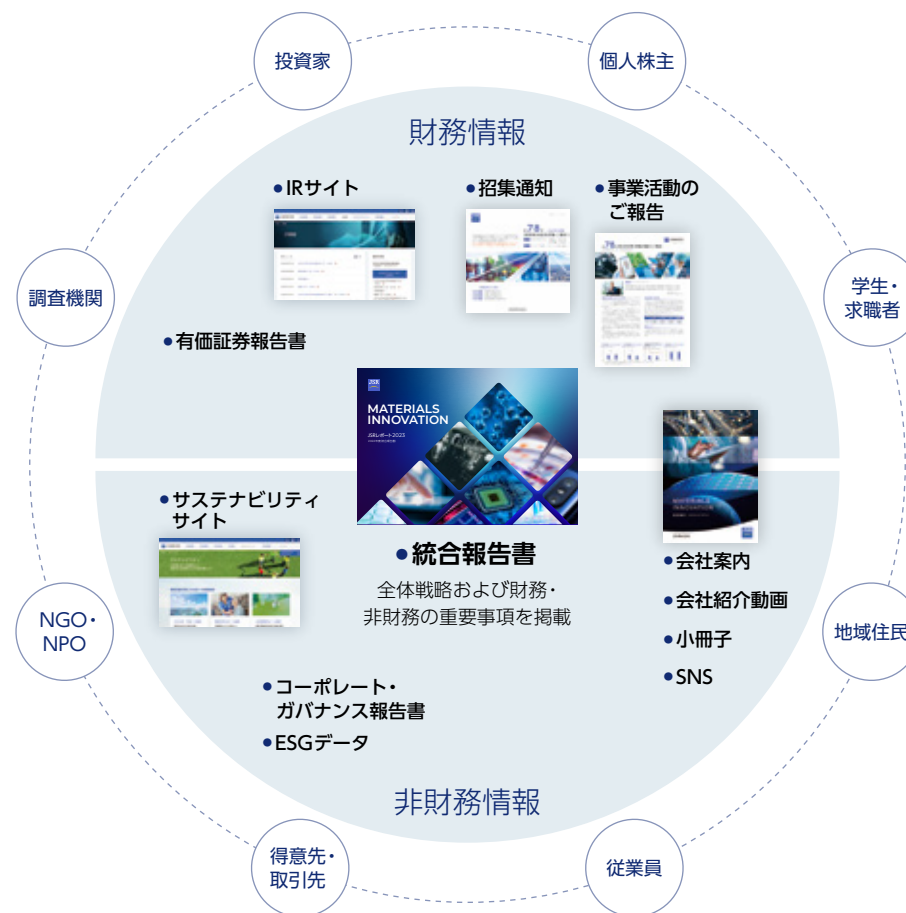 投資家
個人株主
財務情報
●IRサイト
●招集通知
●事業活動の
ご報告
調査機関
学生・
求職者
●有価証券報告書
JSR
MATERIALS
INNOVATION
JSRレポート2023
●サステナビリティ
サイト
MATERIALS
INNOVATION
●統合報告書
全体戦略および財務・
非財務の重要事項を掲載
●会社案内
●会社紹介動画
●小冊子
●SNS
NGO・
NPO
地域住民
●コーポレート・
ガバナンス報告書
●ESGデータ
非財務情報
得意先・
取引先
従業員